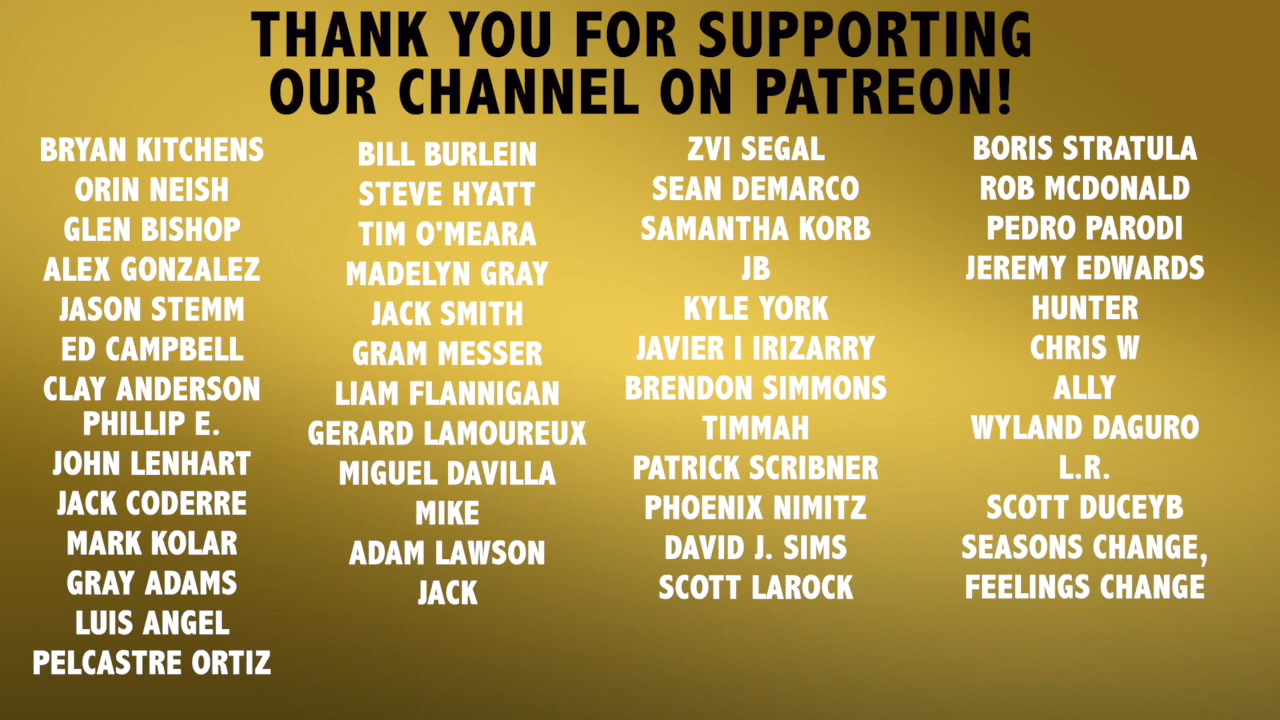 THANK YOU FOR SUPPORTING
OUR CHANNEL ON PATREON!
BRYAN KITCHENS
ORIN NEISH
GLEN BISHOP
ALEX GONZALEZ
JASON STEMM
ED CAMPBELL
CLAY ANDERSON
PHILLIP E.
JOHN LENHART
JACK CODERRE
MARK KOLAR
GRAY ADAMS
LUIS ANGEL
PELCASTRE ORTIZ
BILL BURLEIN
STEVE HYATT
TIM O'MEARA
MADELYN GRAY
JACK SMITH
GRAM MESSER
LIAM FLANNIGAN
GERARD LAMOUREUX
MIGUEL DAVILLA
MIKE
ADAM LAWSON
JACK
ZVI SEGAL
SEAN DEMARCO
SAMANTHA KORB
JB
KYLE YORK
JAVIER I IRIZARRY
BRENDON SIMMONS
TIMMAH
PATRICK SCRIBNER
PHOENIX NIMITZ
DAVID J. SIMS
SCOTT LAROCK
BORIS STRATULA
ROB MCDONALD
PEDRO PARODI
JEREMY EDWARDS
HUNTER
CHRIS W
ALLY
WYLAND DAGURO
L.R.
SCOTT DUCEYB
SEASONS CHANGE,
FEELINGS CHANGE